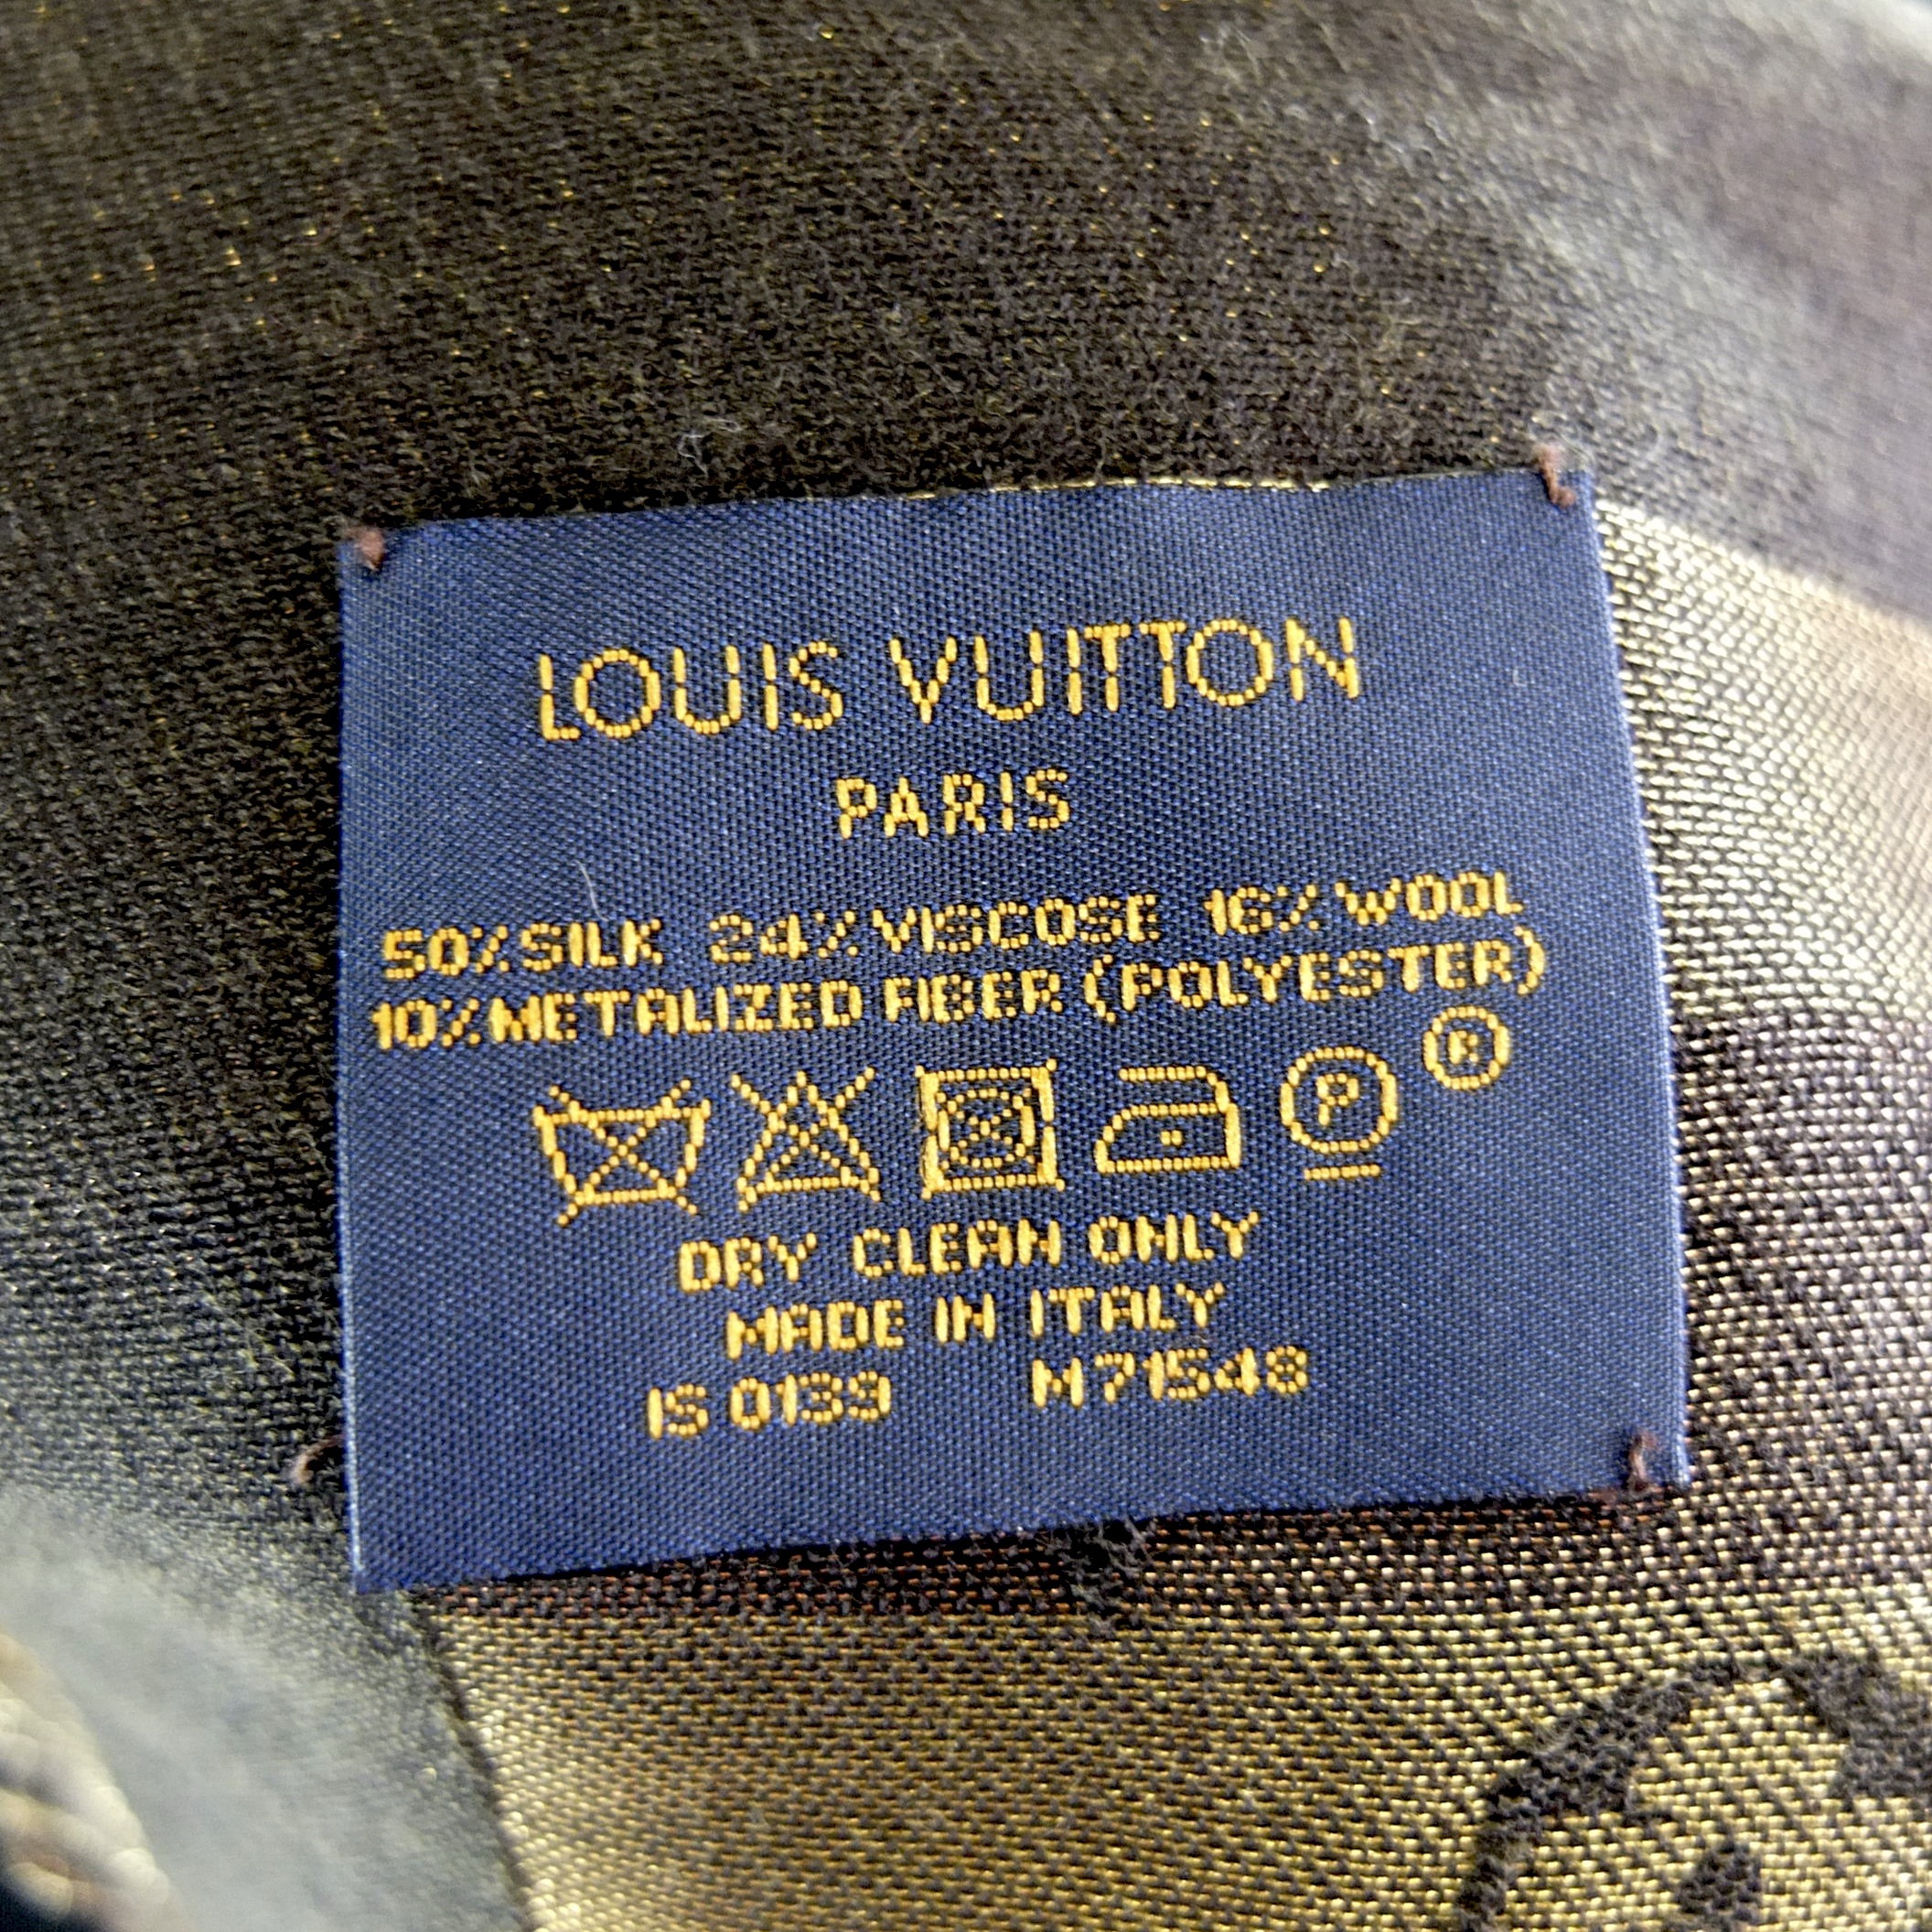 LOUIS VUITTON
PARIS
50% SILK 24% VISCOSE 16% WOOL
10% METALIZED FIBER (POLYESTER)
P ®
DRY CLEAN ONLY
MADE IN ITALY
IS 0139 M71548